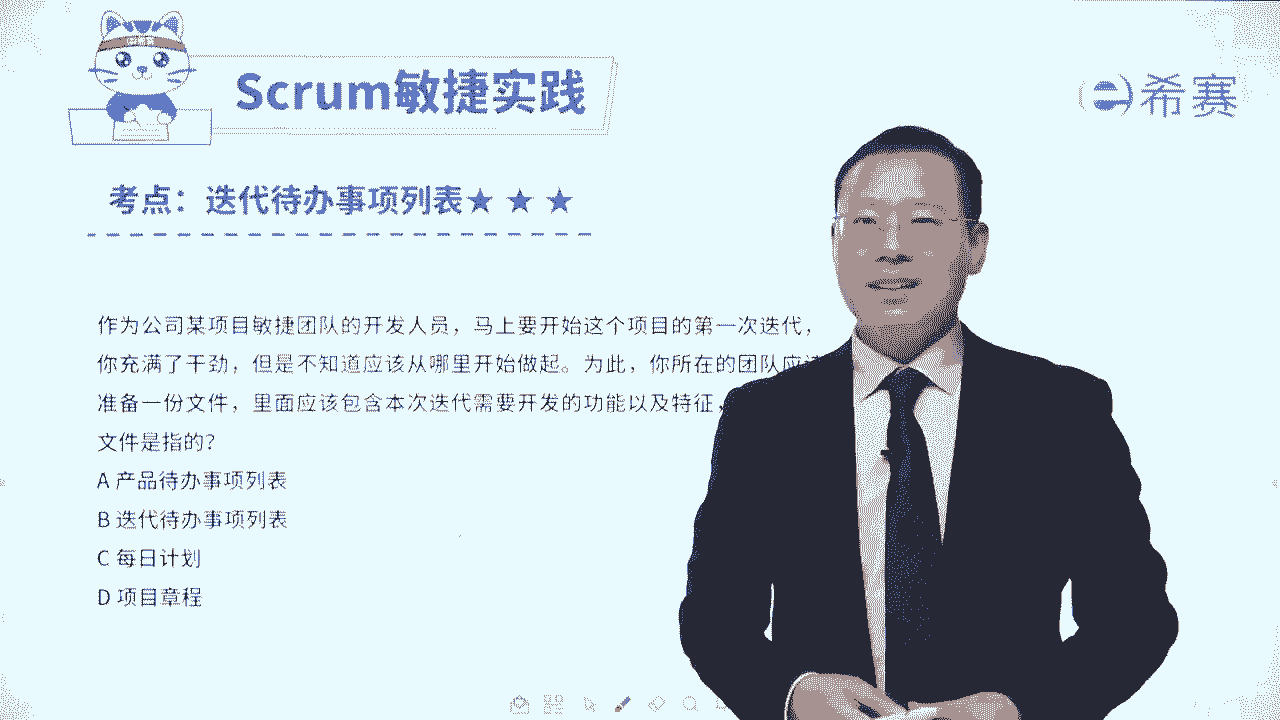 Scrum敏捷实践
希赛
考点：迭代待办事项列表★ ★ ★
作为公司某项目敏捷团队的开发人员，马上要开始这个项目的第一次迭代，
你充满了干劲，但是不知道应该从哪里开始做起。为此，你所在的团队应
准备一份文件，里面应该包含本次迭代需要开发的功能以及特征，
文件是指的？
A 产品待办事项列表
B 迭代待办事项列表
C 每日计划
D 项目章程